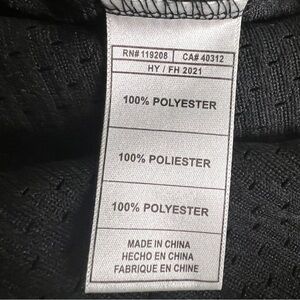 RN# 119208 CA# 40312
HY / FH 2021
100% POLYESTER
100% POLIESTER
100% POLYESTER
MADE IN CHINA
HECHO EN CHINA
FABRIQUE EN CHINE